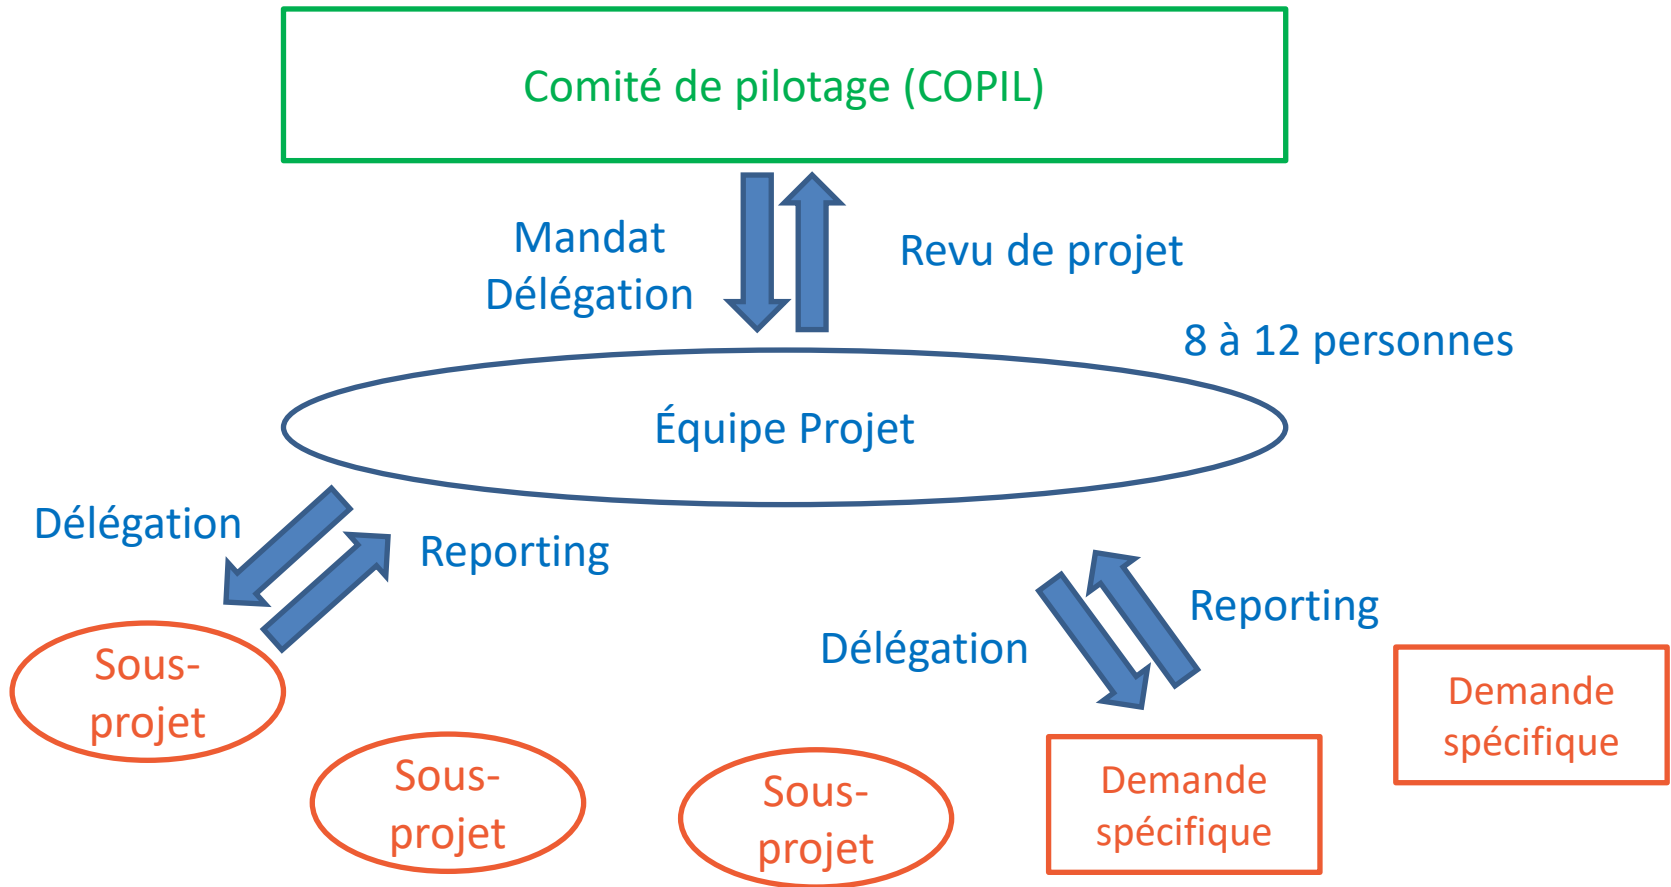 Comité de pilotage (COPIL)
Mandat
Délégation
Revu de projet
8 à 12 personnes
Équipe Projet
Délégation
Reporting
Délégation
Reporting
Sous-
projet
Sous-
projet
Sous-
projet
Demande
spécifique
Demande
spécifique